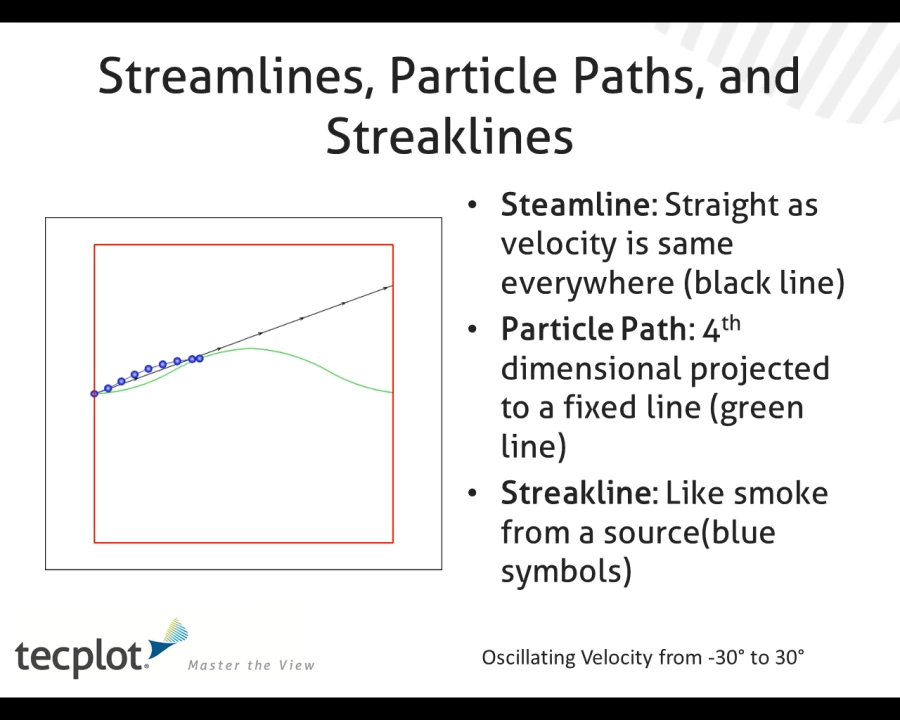 Streamlines, Particle Paths, and
Streaklines
• Steamline: Straight as
velocity is same
everywhere (black line)
• Particle Path: 4th
dimensional projected
to a fixed line (green
line)
• Streakline: Like smoke
from a source(blue
symbols)
tecplot.
Master the View
Oscillating Velocity from -30° to 30°